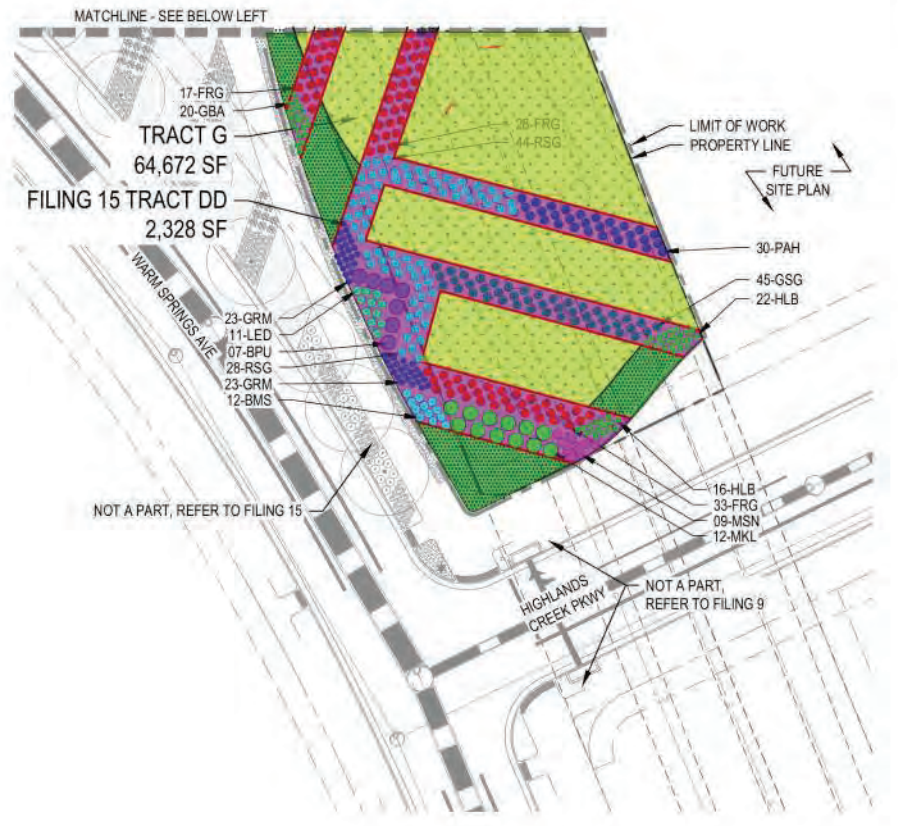 MATCHLINE - SEE BELOW LEFT
17-FRG
20-GBA
TRACT G
64,672 SF
FILING 15 TRACT DD
2,328 SF
28-FRG
44-RSG
LIMIT OF WORK
PROPERTY LINE
FUTURE
SITE PLAN
30-PAH
45-GSG
22-HLB
WARM SPRINGS AVE
23-GRM
11-LED
07-BPU
28-RSG
23-GRM
12-BMS
NOT A PART, REFER TO FILING 15
16-HLB
33-FRG
09-MSN
12-MKL
HIGHLANDS
CREEK PKWY
NOT A PART,
REFER TO FILING 9